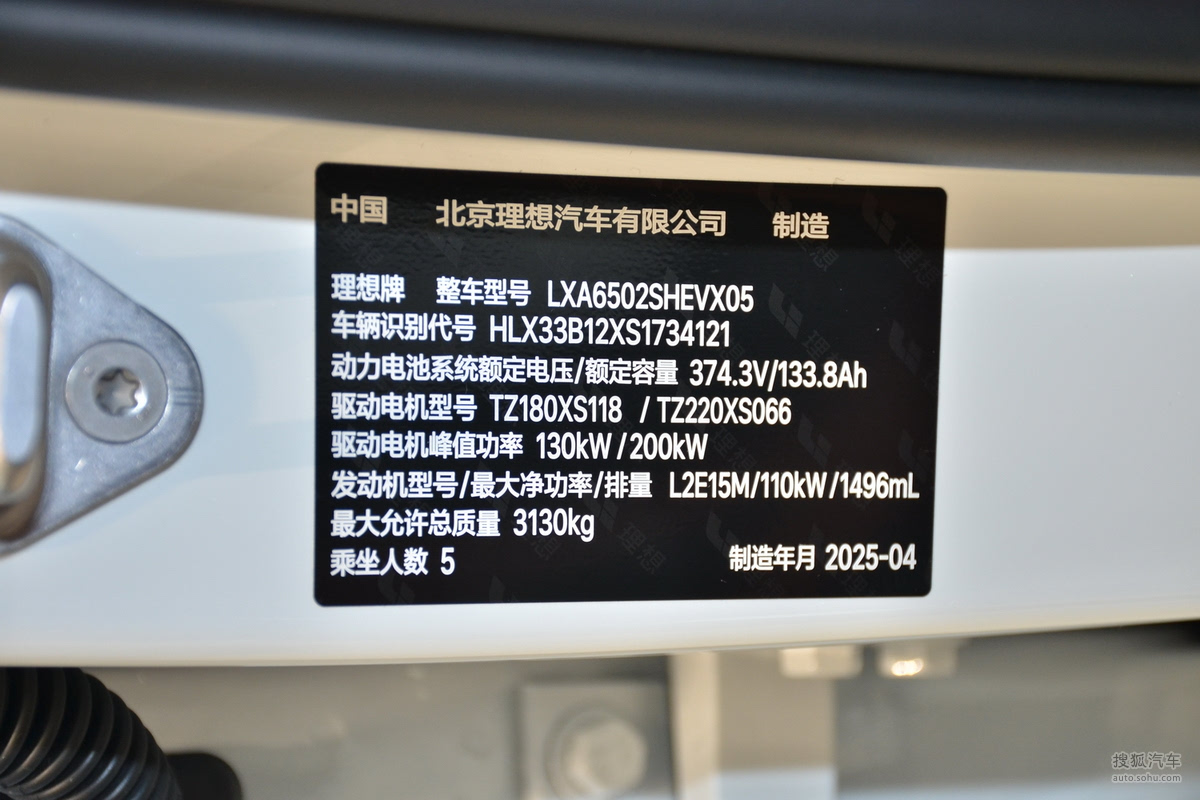 中国 北京理想汽车有限公司 制造
理想牌 整车型号 LXA6502SHEVX05
车辆识别代号 HLX33B12XS1734121
动力电池系统额定电压/额定容量 374.3V/133.8Ah
驱动电机型号 TZ180XS118 / TZ220XS066
驱动电机峰值功率 130kW / 200kW
发动机型号/最大净功率/排量 L2E15M/110kW/1496mL
最大允许总质量 3130kg
乘坐人数 5 制造年月 2025-04
搜狐汽车
auto.sohu.com